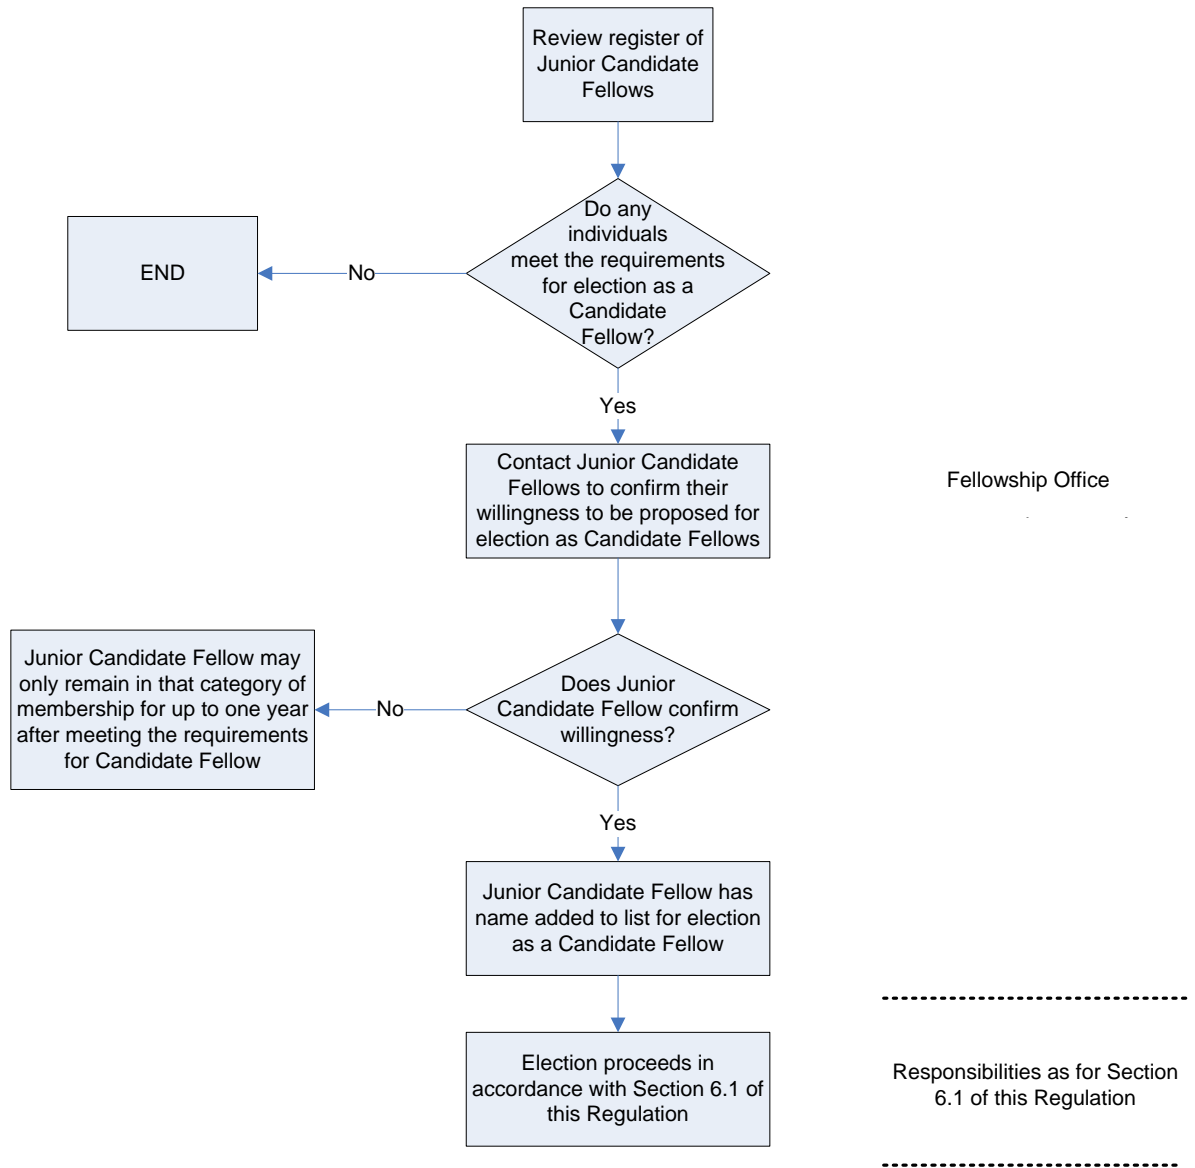 Review register of
Junior Candidate
Fellows
Do any
individuals
meet the requirements
for election as a
Candidate
Fellow?
No
END
Yes
Contact Junior Candidate
Fellows to confirm their
willingness to be proposed for
election as Candidate Fellows
Fellowship Office
Does Junior
Candidate Fellow confirm
willingness?
No
Junior Candidate Fellow may
only remain in that category of
membership for up to one year
after meeting the requirements
for Candidate Fellow
Yes
Junior Candidate Fellow has
name added to list for election
as a Candidate Fellow
Election proceeds in
accordance with Section 6.1 of
this Regulation
Responsibilities as for Section
6.1 of this Regulation